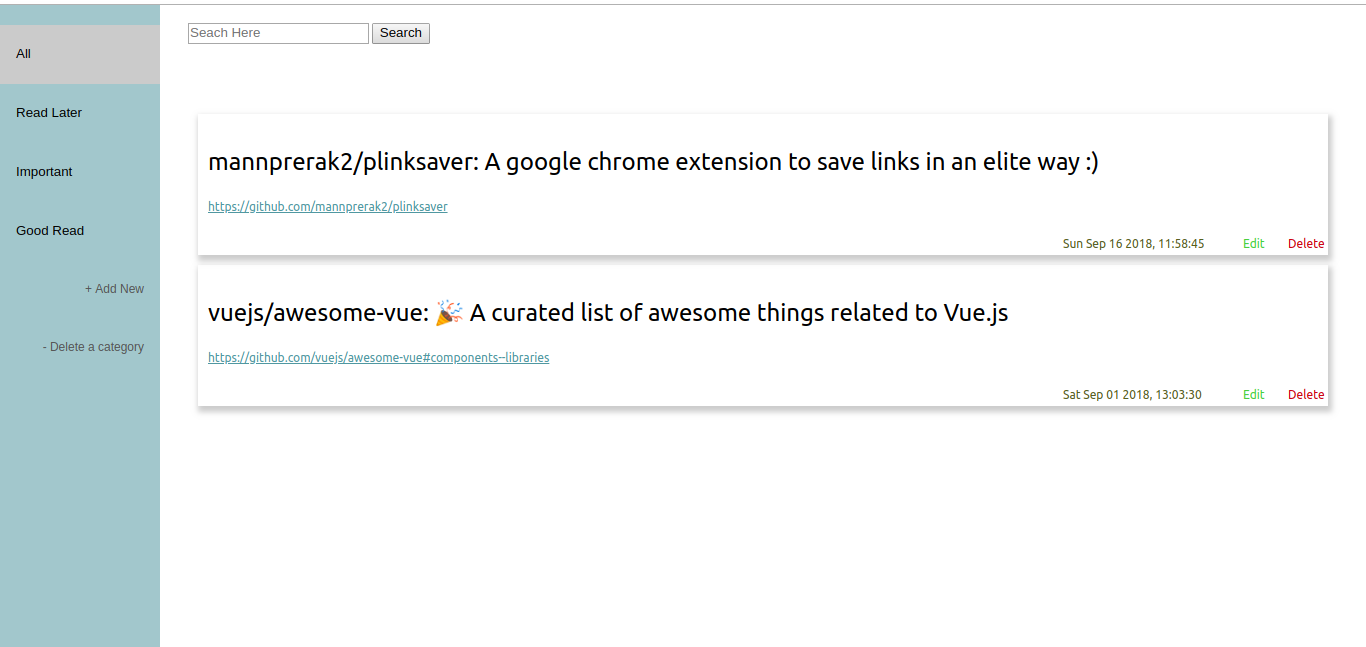 All
Read Later
Important
Good Read
+ Add New
- Delete a category
Seach Here Search
mannprerak2/plinksaver: A google chrome extension to save links in an elite way :)
https://github.com/mannprerak2/plinksaver
Sun Sep 16 2018, 11:58:45 Edit Delete
vuejs/awesome-vue: 🎉 A curated list of awesome things related to Vue.js
https://github.com/vuejs/awesome-vue#components--libraries
Sat Sep 01 2018, 13:03:30 Edit Delete